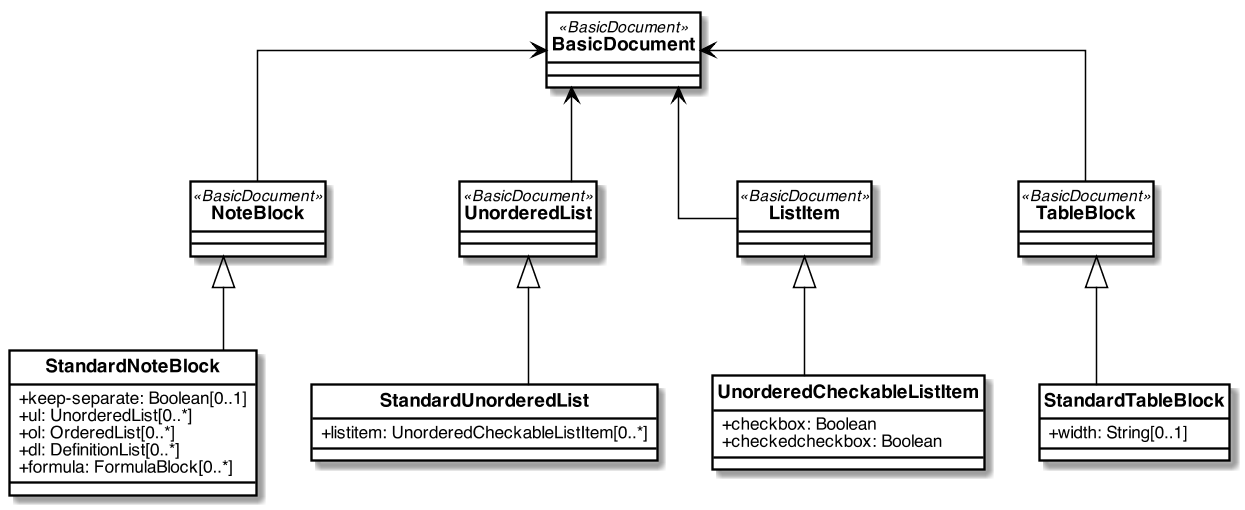 «BasicDocument»
BasicDocument
«BasicDocument»
NoteBlock
«BasicDocument»
UnorderedList
«BasicDocument»
ListItem
«BasicDocument»
TableBlock
StandardNoteBlock
+keep-separate: Boolean[0..1]
+ul: UnorderedList[0..*]
+ol: OrderedList[0..*]
+dl: DefinitionList[0..*]
+formula: FormulaBlock[0..*]
StandardUnorderedList
+listitem: UnorderedCheckableListItem[0..*]
UnorderedCheckableListItem
+checkbox: Boolean
+checkedcheckbox: Boolean
StandardTableBlock
+width: String[0..1]